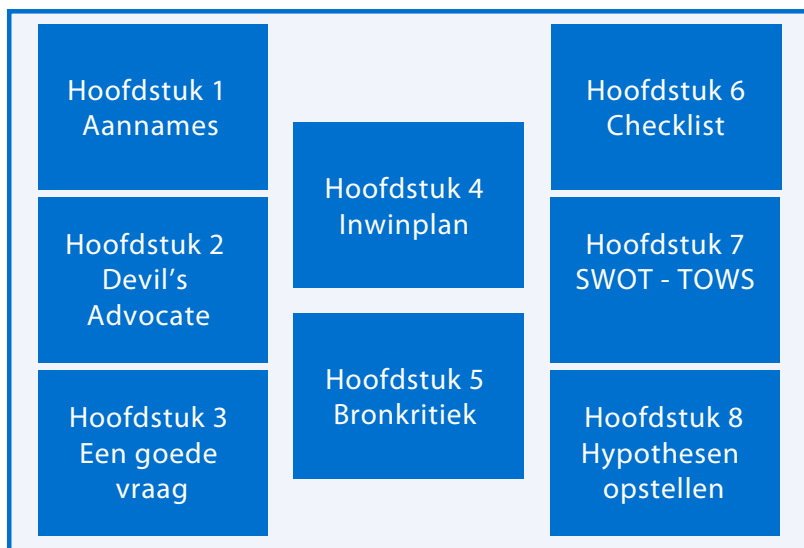 Hoofdstuk 1
Aannames
Hoofdstuk 2
Devil's
Advocate
Hoofdstuk 3
Een goede
vraag
Hoofdstuk 4
Inwinplan
Hoofdstuk 5
Bronkritiek
Hoofdstuk 6
Checklist
Hoofdstuk 7
SWOT - TOWS
Hoofdstuk 8
Hypothesen
opstellen